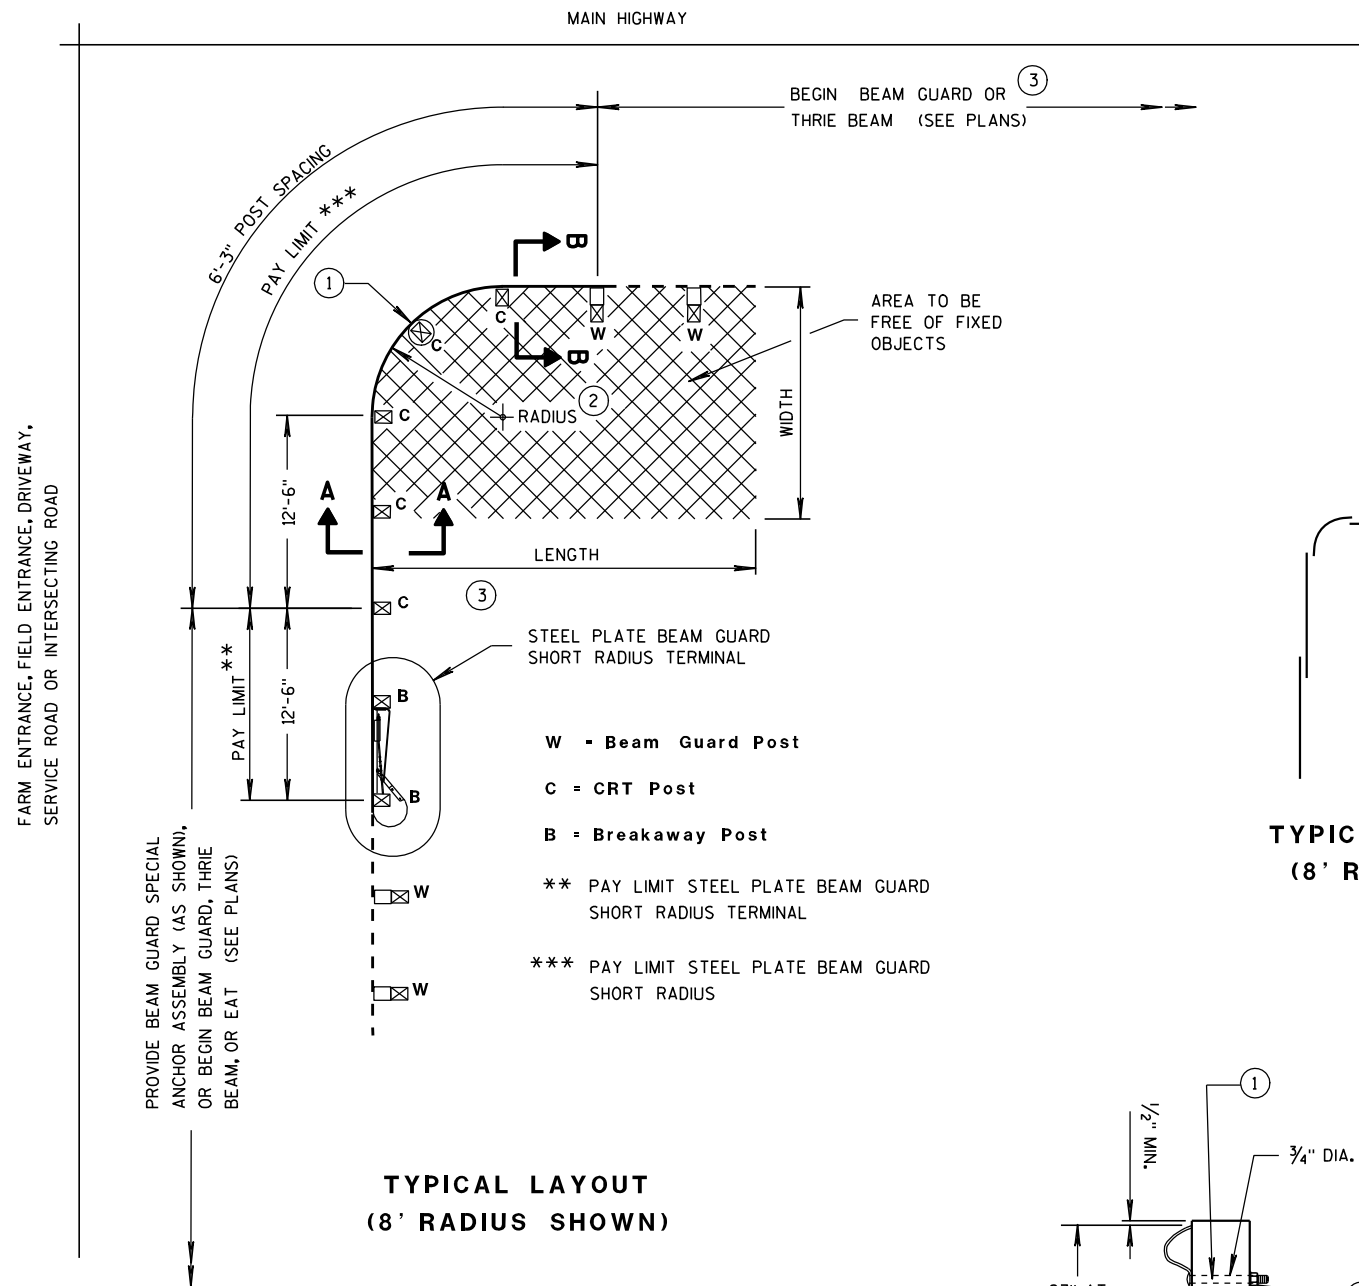 MAIN HIGHWAY
BEGIN BEAM GUARD OR
THRIE BEAM (SEE PLANS)
3
6'-3" POST SPACING
PAY LIMIT ***
1
B
B
C
C
W
W
AREA TO BE
FREE OF FIXED
OBJECTS
2
RADIUS
WIDTH
C
12'-6"
A
A
C
LENGTH
C
3
FARM ENTRANCE, FIELD ENTRANCE, DRIVEWAY,
SERVICE ROAD OR INTERSECTING ROAD
STEEL PLATE BEAM GUARD
SHORT RADIUS TERMINAL
PAY LIMIT **
12'-6"
B
B
W - Beam Guard Post
C = CRT Post
B - Breakaway Post
** PAY LIMIT STEEL PLATE BEAM GUARD
SHORT RADIUS TERMINAL
*** PAY LIMIT STEEL PLATE BEAM GUARD
SHORT RADIUS
W
W
PROVIDE BEAM GUARD SPECIAL
ANCHOR ASSEMBLY (AS SHOWN),
OR BEGIN BEAM GUARD, THRIE
BEAM, OR EAT (SEE PLANS)
TYPICAL LAYOUT
(8' RADIUS SHOWN)
TYPIC
(8' R
1
1/2" MIN.
3/4" DIA.